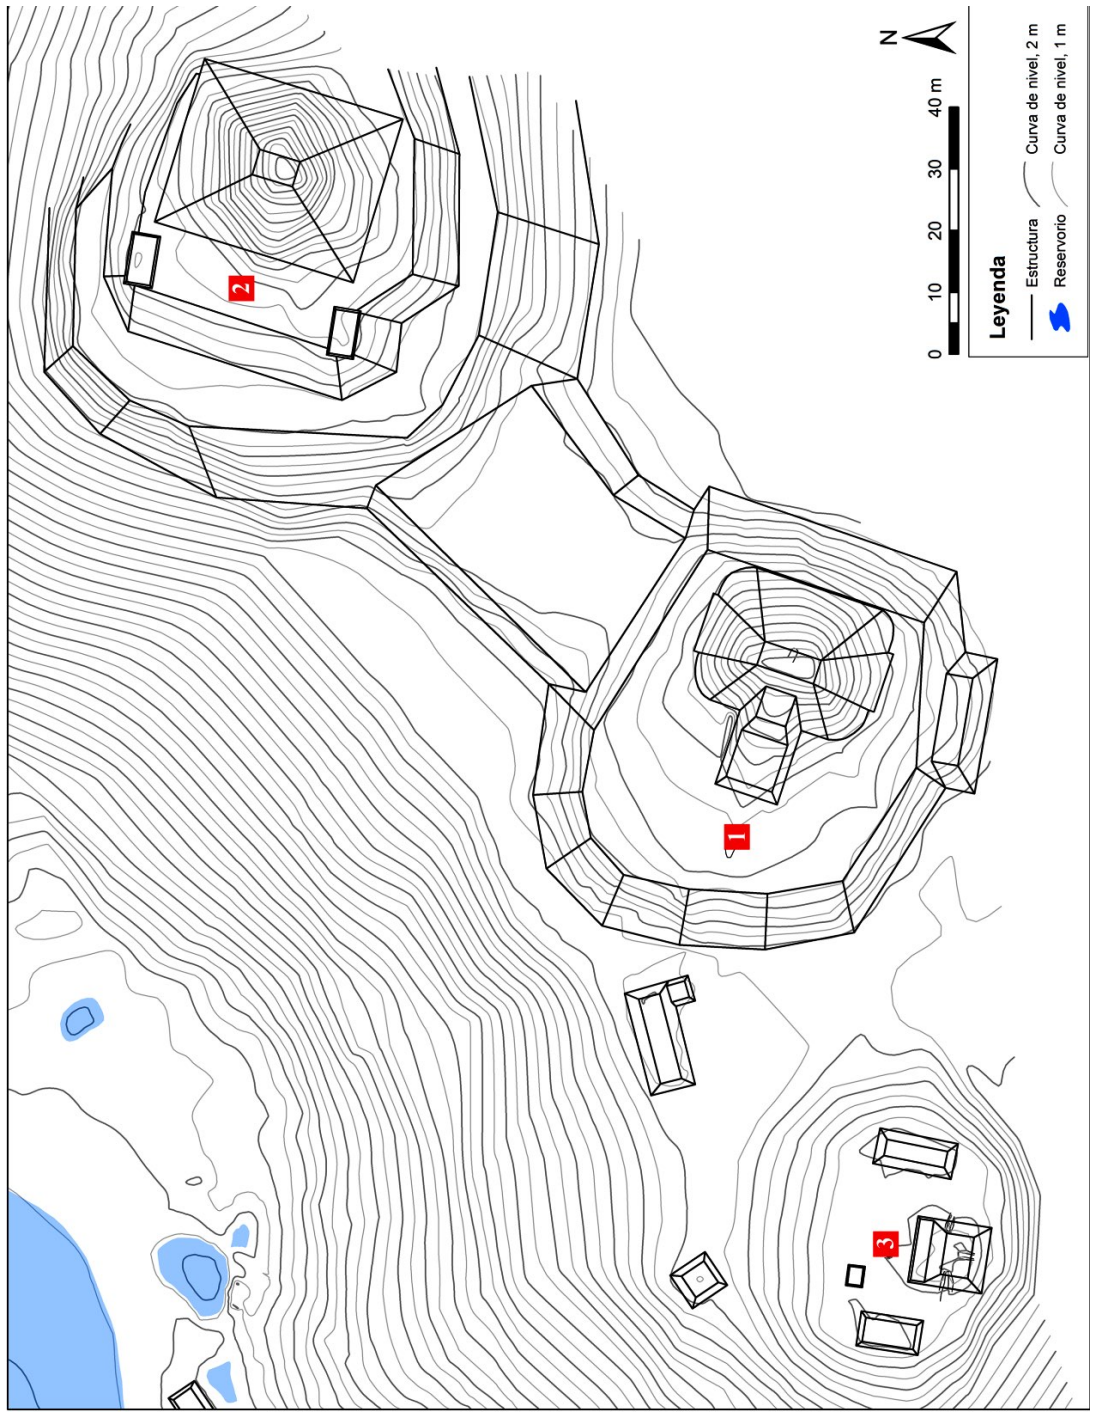 2
1
3
N
0 10 20 30 40 m
Leyenda
Estructura
Curva de nivel, 2 m
Reservorio
Curva de nivel, 1 m